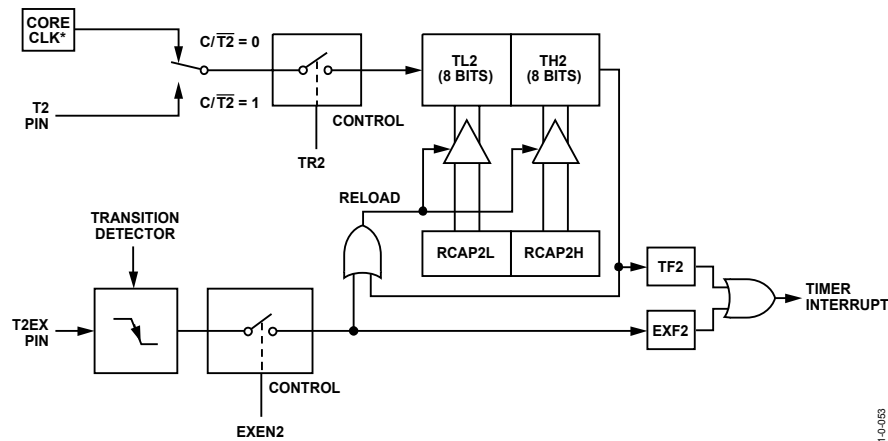 CORE
CLK*
C/T2 = 0
T2
PIN
C/T2 = 1
CONTROL
TR2
TL2
(8 BITS)
TH2
(8 BITS)
RELOAD
RCAP2L
RCAP2H
TRANSITION
DETECTOR
T2EX
PIN
CONTROL
EXEN2
TF2
EXF2
TIMER
INTERRUPT
1-0-053